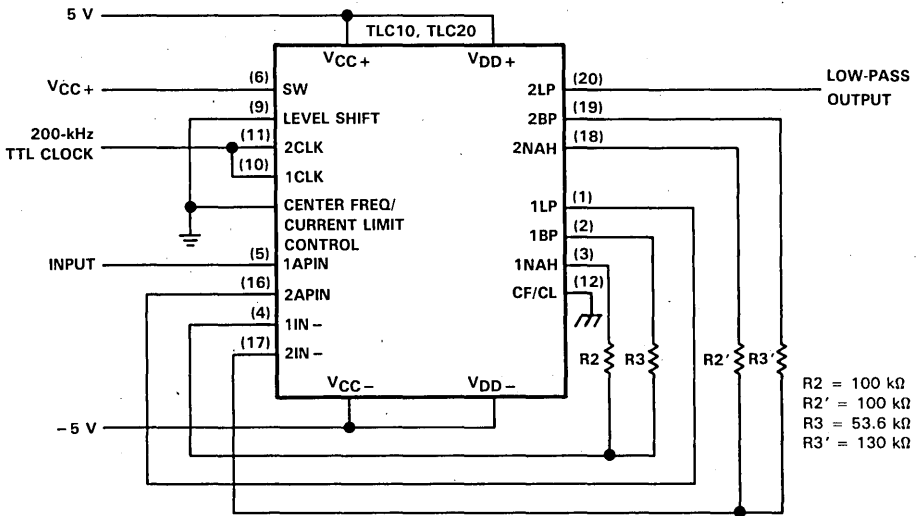 5 V
TLC10, TLC20
VCC+
VDD+
VCC+
(6)
SW
2LP
(20)
LOW-PASS
OUTPUT
(9)
LEVEL SHIFT
2BP
(19)
200-kHz
TTL CLOCK
(11)
2CLK
2NAH
(18)
(10)
1CLK
CENTER FREQ/
CURRENT LIMIT
CONTROL
1LP
(1)
1BP
(2)
INPUT
(5)
1APIN
1NAH
(3)
(16)
2APIN
CF/CL
(12)
(4)
1IN−
(17)
2IN−
R2
R3
R2'
R3'
VCC−
VDD−
R2 = 100 kΩ
R2' = 100 kΩ
R3 = 53.6 kΩ
R3' = 130 kΩ
−5 V